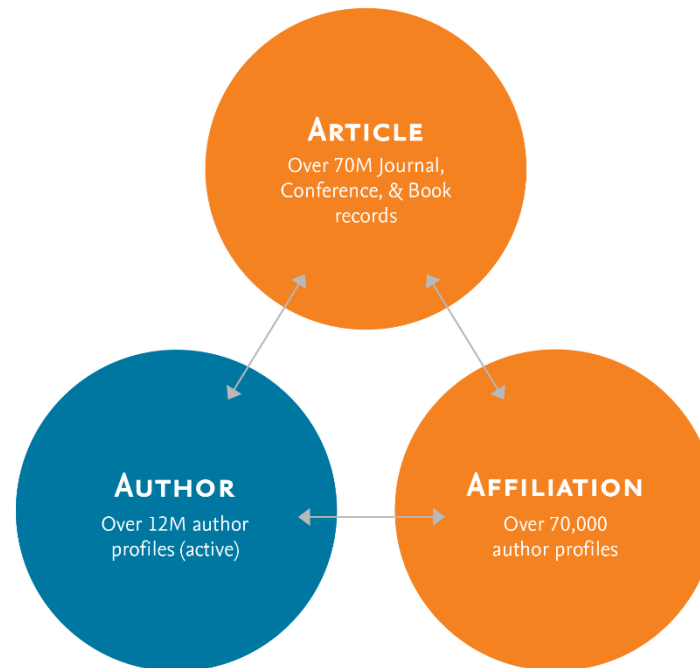 ARTICLE
Over 70M Journal,
Conference, & Book
records
AUTHOR
Over 12M author
profiles (active)
AFFILIATION
Over 70,000
author profiles